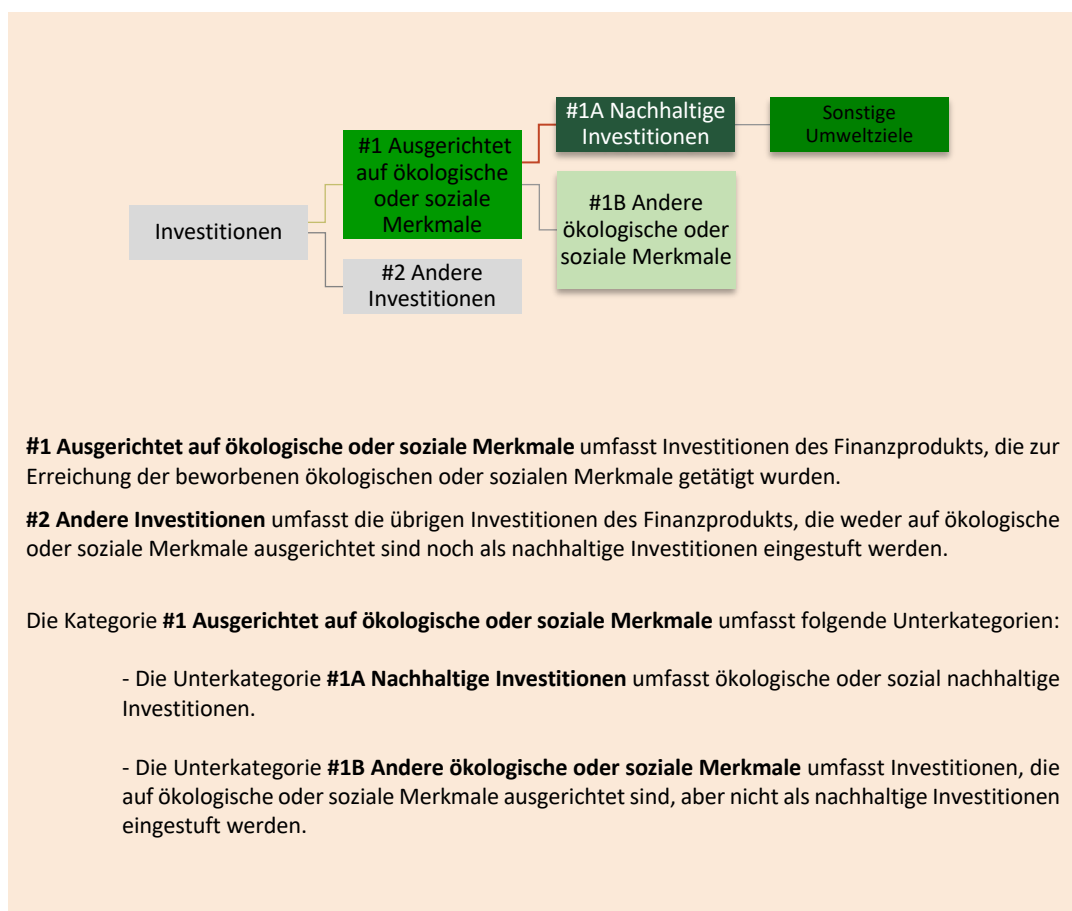 #1A Nachhaltige
Investitionen
Sonstige
Umweltziele
#1 Ausgerichtet
auf ökologische
oder soziale
Merkmale
#1B Andere
ökologische oder
soziale Merkmale
Investitionen
#2 Andere
Investitionen
#1 Ausgerichtet auf ökologische oder soziale Merkmale umfasst Investitionen des Finanzprodukts, die zur
Erreichung der beworbenen ökologischen oder sozialen Merkmale getätigt wurden.
#2 Andere Investitionen umfasst die übrigen Investitionen des Finanzprodukts, die weder auf ökologische
oder soziale Merkmale ausgerichtet sind noch als nachhaltige Investitionen eingestuft werden.
Die Kategorie #1 Ausgerichtet auf ökologische oder soziale Merkmale umfasst folgende Unterkategorien:
- Die Unterkategorie #1A Nachhaltige Investitionen umfasst ökologische oder sozial nachhaltige
Investitionen.
- Die Unterkategorie #1B Andere ökologische oder soziale Merkmale umfasst Investitionen, die
auf ökologische oder soziale Merkmale ausgerichtet sind, aber nicht als nachhaltige Investitionen
eingestuft werden.